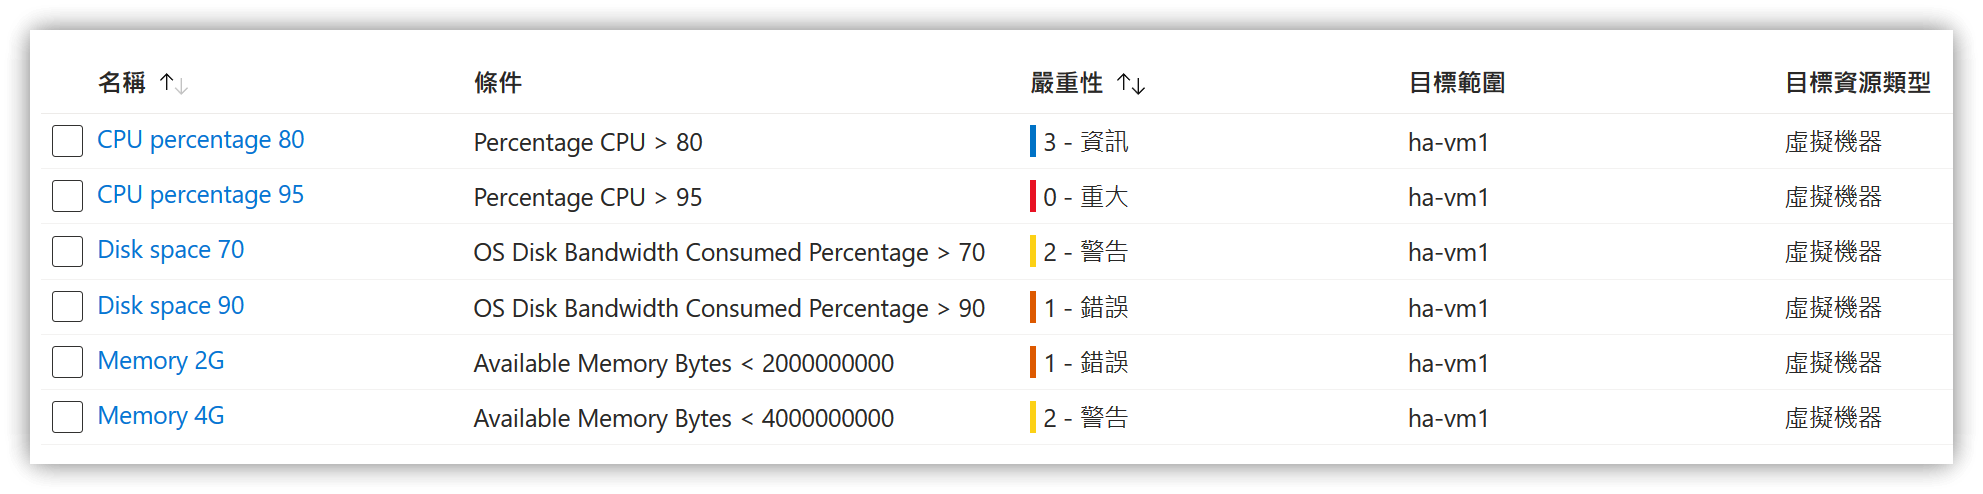 名稱 ↑↓ 條件 嚴重性 ↑↓ 目標範圍 目標資源類型
CPU percentage 80 Percentage CPU > 80 3 - 資訊 ha-vm1 虛擬機器
CPU percentage 95 Percentage CPU > 95 0 - 重大 ha-vm1 虛擬機器
Disk space 70 OS Disk Bandwidth Consumed Percentage > 70 2 - 警告 ha-vm1 虛擬機器
Disk space 90 OS Disk Bandwidth Consumed Percentage > 90 1 - 錯誤 ha-vm1 虛擬機器
Memory 2G Available Memory Bytes < 2000000000 1 - 錯誤 ha-vm1 虛擬機器
Memory 4G Available Memory Bytes < 4000000000 2 - 警告 ha-vm1 虛擬機器